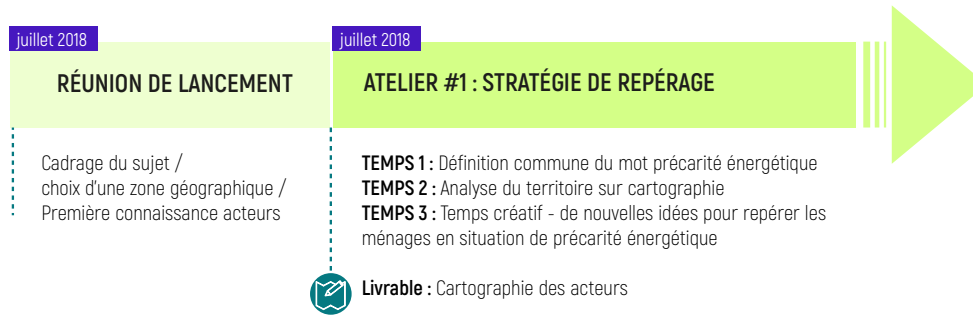 juillet 2018
RÉUNION DE LANCEMENT
Cadrage du sujet /
choix d'une zone géographique /
Première connaissance acteurs
juillet 2018
ATELIER #1 : STRATÉGIE DE REPÉRAGE
TEMPS 1 : Définition commune du mot précarité énergétique
TEMPS 2 : Analyse du territoire sur cartographie
TEMPS 3 : Temps créatif - de nouvelles idées pour repérer les
ménages en situation de précarité énergétique
Livrable : Cartographie des acteurs